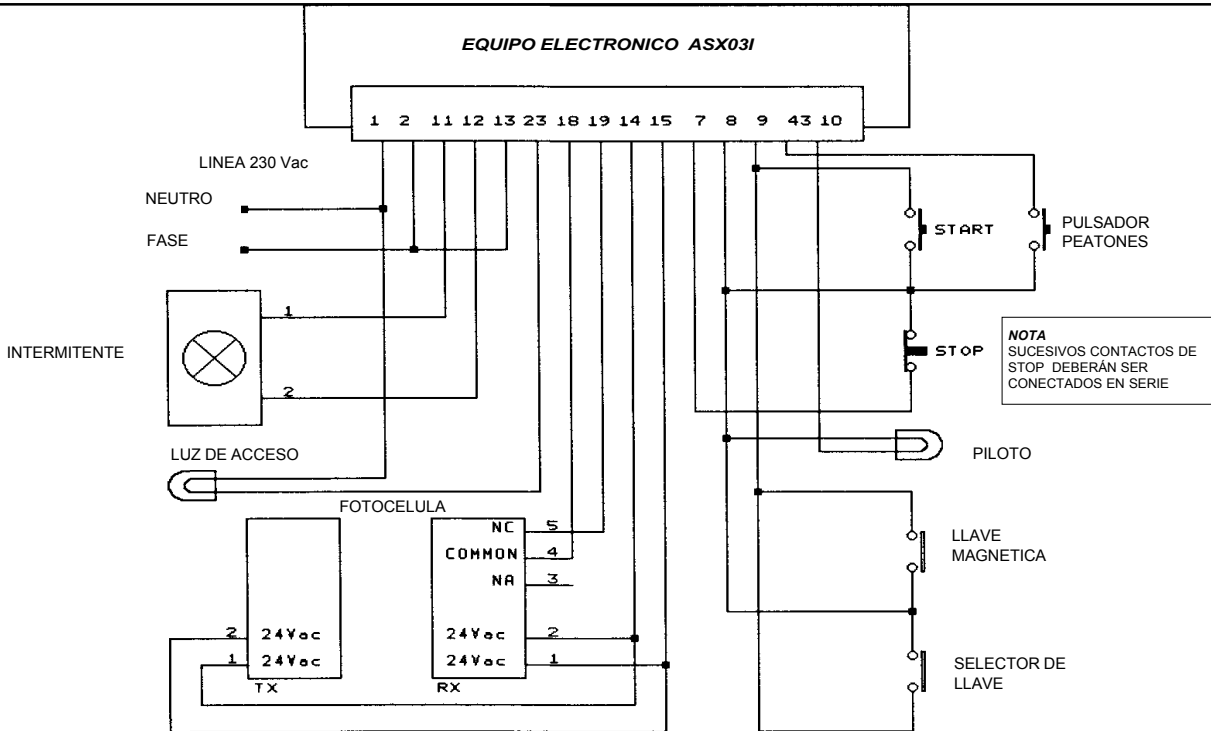 EQUIPO ELECTRONICO ASX03I
1 2 11 12 13 23 18 19 14 15 7 8 9 43 10
LINEA 230 Vac
NEUTRO
FASE
START
PULSADOR
PEATONES
INTERMITENTE
1
2
STOP
NOTA
SUCESIVOS CONTACTOS DE
STOP DEBERÁN SER
CONECTADOS EN SERIE
LUZ DE ACCESO
PILOTO
FOTOCELULA
NC 5
COMMON 4
NA 3
2 24Vac
1 24Vac
TX
24Vac 2
24Vac 1
RX
LLAVE
MAGNETICA
SELECTOR DE
LLAVE